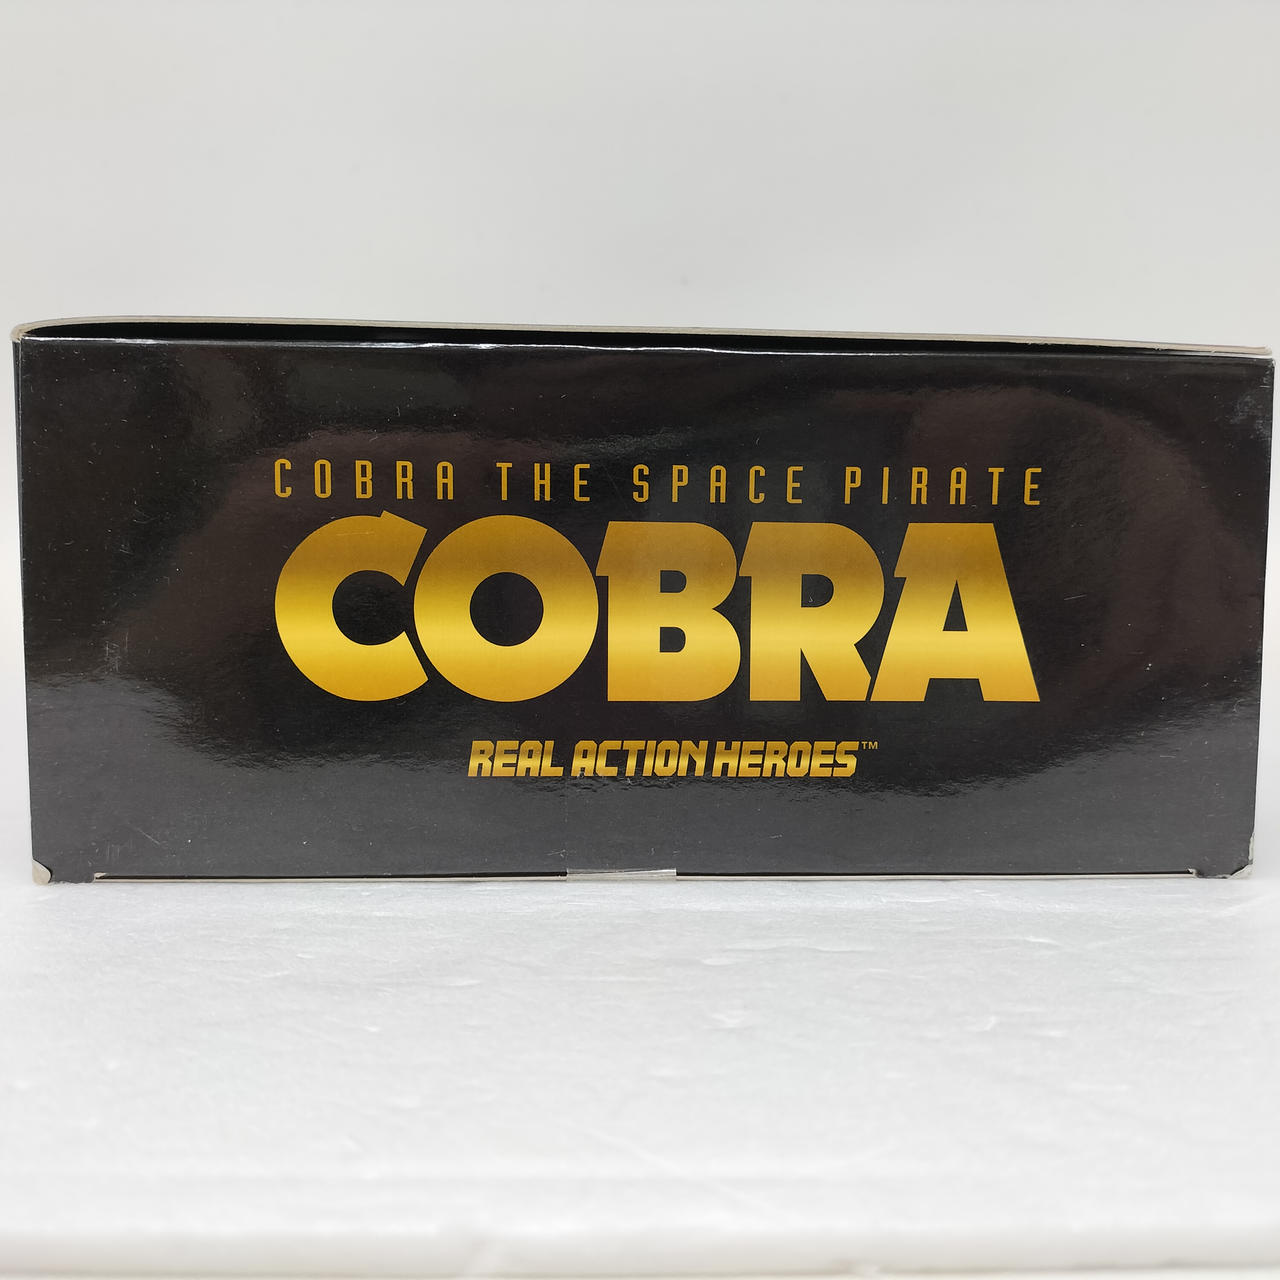 COBRA THE SPACE PIRATE
COBRA
REAL ACTION HEROES™